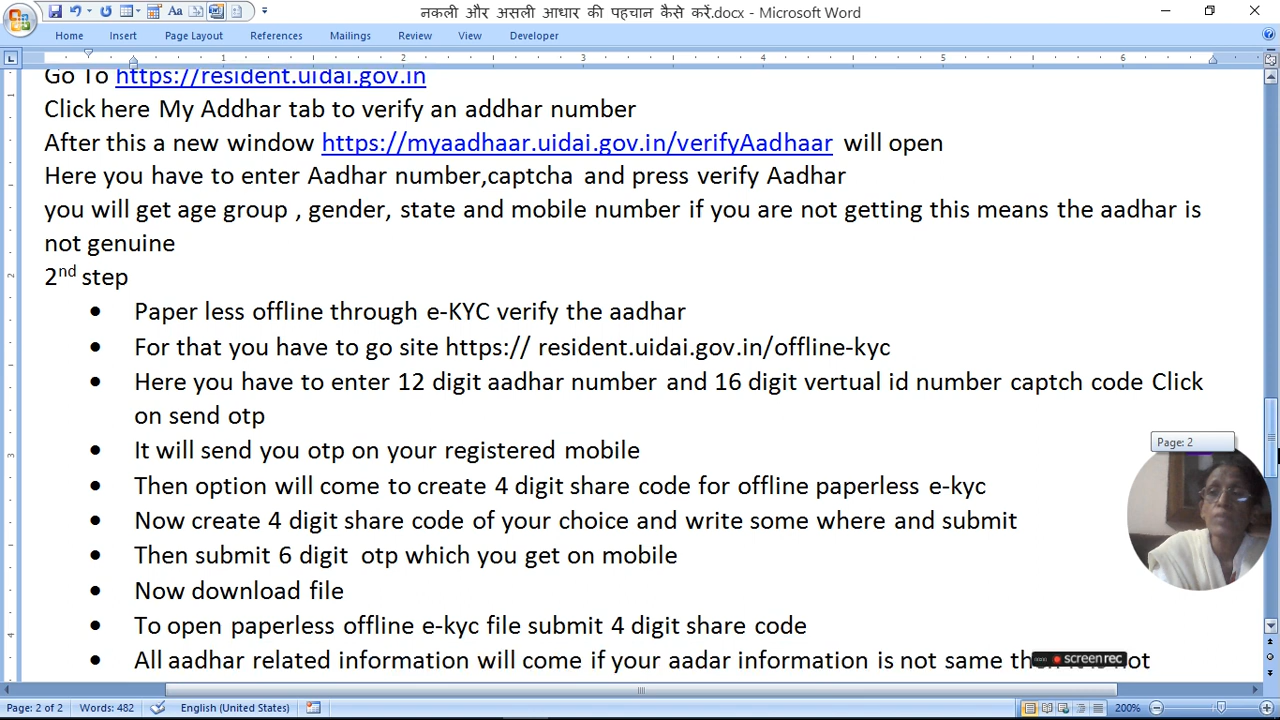 नकली और असली आधार की पहचान कैसे करें.docx - Microsoft Word
Home Insert Page Layout References Mailings Review View Developer
1 2 3 4 5 6
Go To https://resident.uidai.gov.in
Click here My Addhar tab to verify an addhar number
After this a new window https://myaadhaar.uidai.gov.in/verifyAadhaar will open
Here you have to enter Aadhar number,captcha and press verify Aadhar
you will get age group , gender, state and mobile number if you are not getting this means the aadhar is
not genuine
2nd step
• Paper less offline through e-KYC verify the aadhar
• For that you have to go site https:// resident.uidai.gov.in/offline-kyc
• Here you have to enter 12 digit aadhar number and 16 digit vertual id number captch code Click
on send otp
• It will send you otp on your registered mobile
Page: 2
• Then option will come to create 4 digit share code for offline paperless e-kyc
• Now create 4 digit share code of your choice and write some where and submit
• Then submit 6 digit otp which you get on mobile
• Now download file
• To open paperless offline e-kyc file submit 4 digit share code
• All aadhar related information will come if your aadar information is not same not
screenrec
Page: 2 of 2 Words: 482 English (United States) 200%